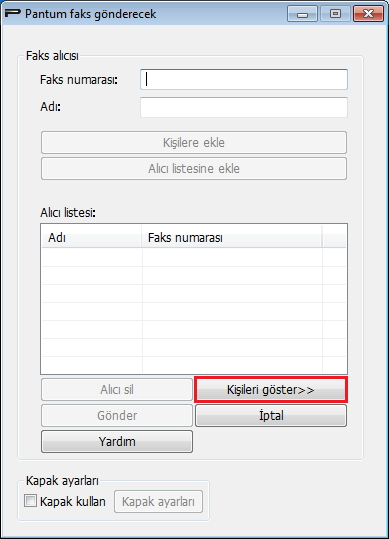 Pantum faks gönderecek
Faks alıcısı
Faks numarası:
Adı:
Kişilere ekle
Alıcı listesine ekle
Alıcı listesi:
Adı Faks numarası
Alıcı sil Kişileri göster>>
Gönder İptal
Yardım
Kapak ayarları
Kapak kullan Kapak ayarları